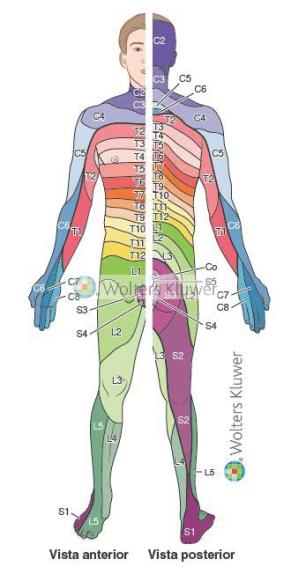 C2
C3
C5
C6
C2
C3
C4
T2
C4
T2
T3
T4
T5
T6
T7
T8
T9
T10
T11
T12
T3
T4
T5
T6
T7
T8
T9
T10
T11
T12
L1
L2
L3
C5
T2
T1
C6
C5
T2
T1
C6
L1
Co
S5
S3
C6
C7
C8
C7
C8
S3
S4
S4
Wolters Kluwer
L2
L3
S2
L3
S2
L5
L4
L4
L5
S1
L5
S1
Wolters Kluwer
Vista anterior
Vista posterior